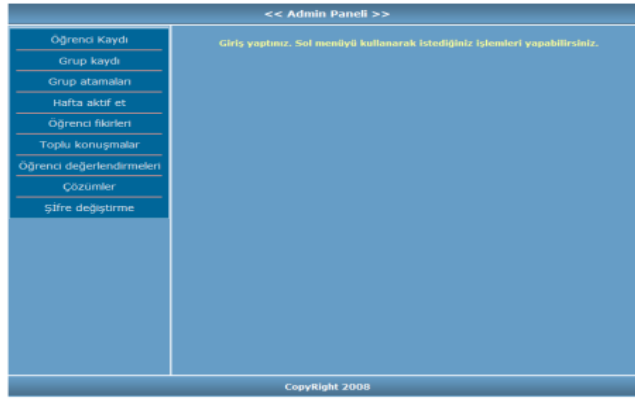 << Admin Paneli >>
Öğrenci Kaydı
Grup kaydı
Grup atamaları
Hafta aktif et
Öğrenci fikirleri
Toplu konuşmalar
Öğrenci değerlendirmeleri
Çözümler
Şifre değiştirme
Giriş yaptınız. Sol menüyü kullanarak istediğiniz işlemleri yapabilirsiniz.
CopyRight 2008